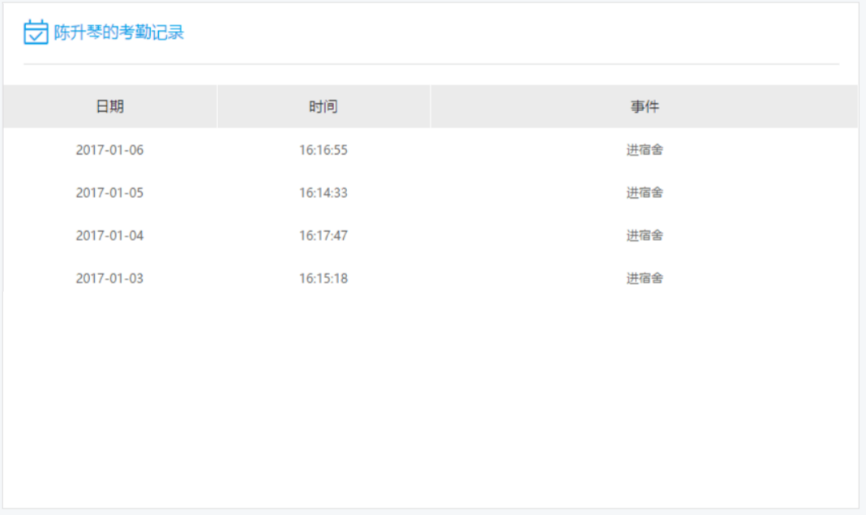 陈升琴的考勤记录
日期 时间 事件
2017-01-06 16:16:55 进宿舍
2017-01-05 16:14:33 进宿舍
2017-01-04 16:17:47 进宿舍
2017-01-03 16:15:18 进宿舍